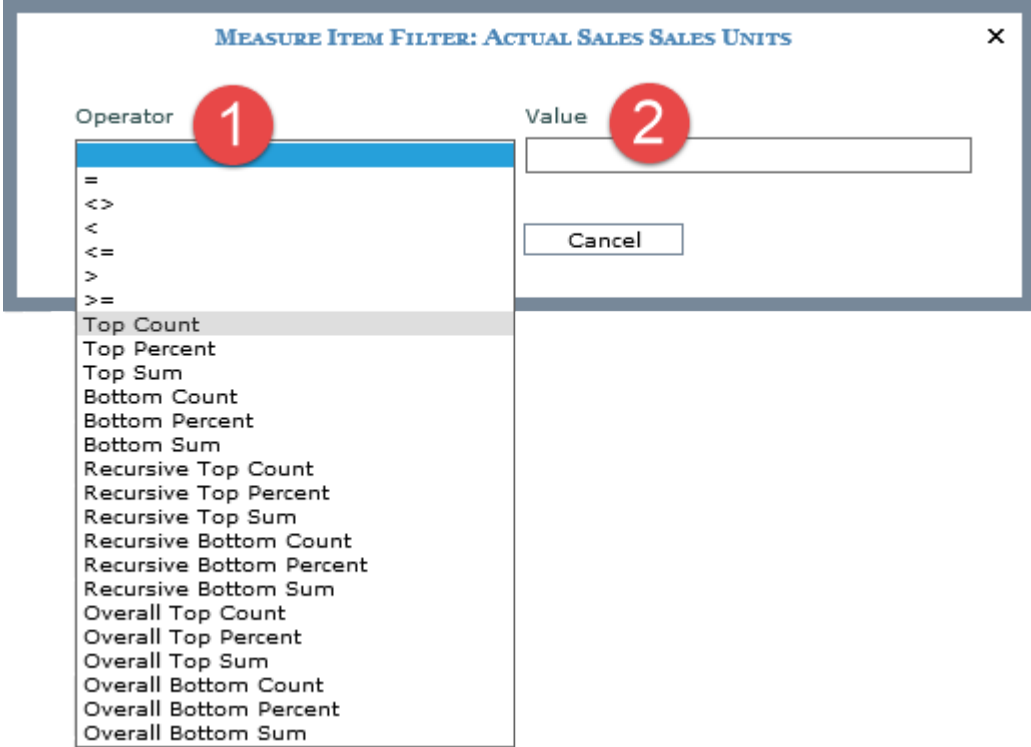 MEASURE ITEM FILTER: ACTUAL SALES SALES UNITS ×
Operator 1 Value 2
=
<>
<
<=
Cancel
>
>=
Top Count
Top Percent
Top Sum
Bottom Count
Bottom Percent
Bottom Sum
Recursive Top Count
Recursive Top Percent
Recursive Top Sum
Recursive Bottom Count
Recursive Bottom Percent
Recursive Bottom Sum
Overall Top Count
Overall Top Percent
Overall Top Sum
Overall Bottom Count
Overall Bottom Percent
Overall Bottom Sum